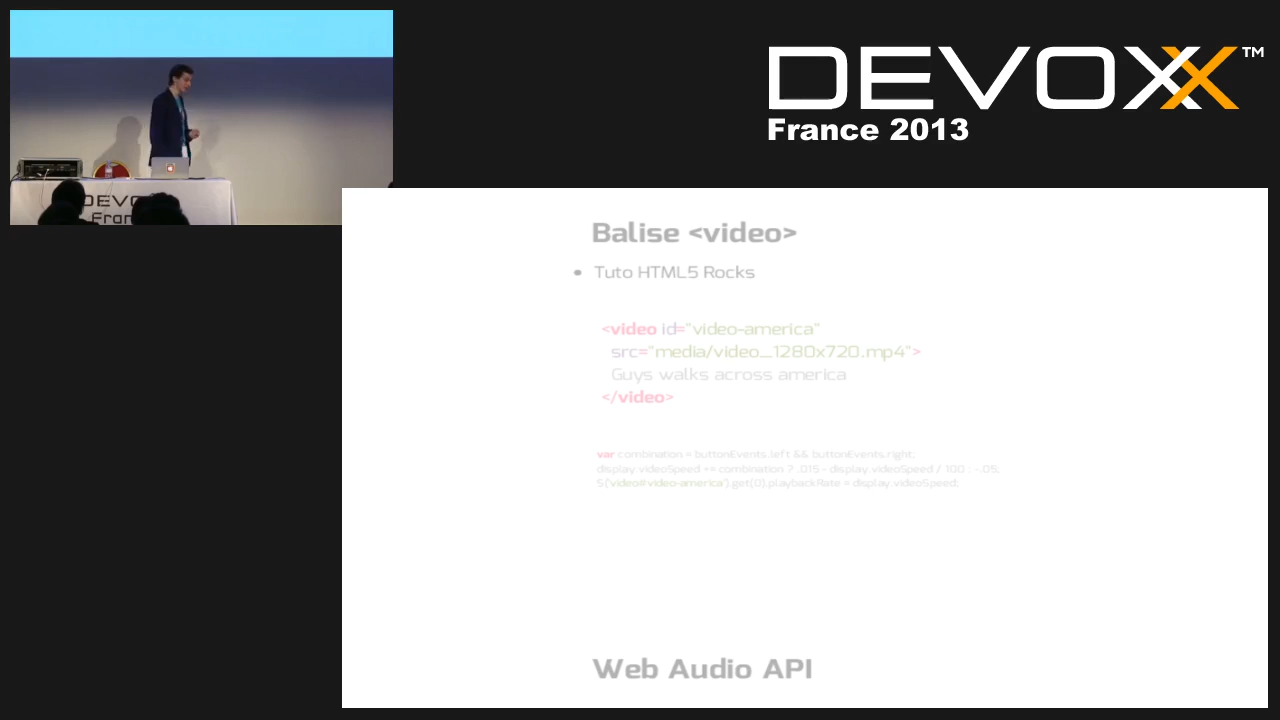 DEVOXX™
France 2013
DEVO
Fran
Balise <video>
• Tuto HTML5 Rocks
<video id="video-america"
src="media/video_1280x720.mp4">
Guys walks across america
</video>
var combination = buttonEvents.left && buttonEvents.right;
display.videoSpeed += combination ? .015 - display.videoSpeed / 100 : -.05;
$('video#video-america').get(0).playbackRate = display.videoSpeed;
Web Audio API